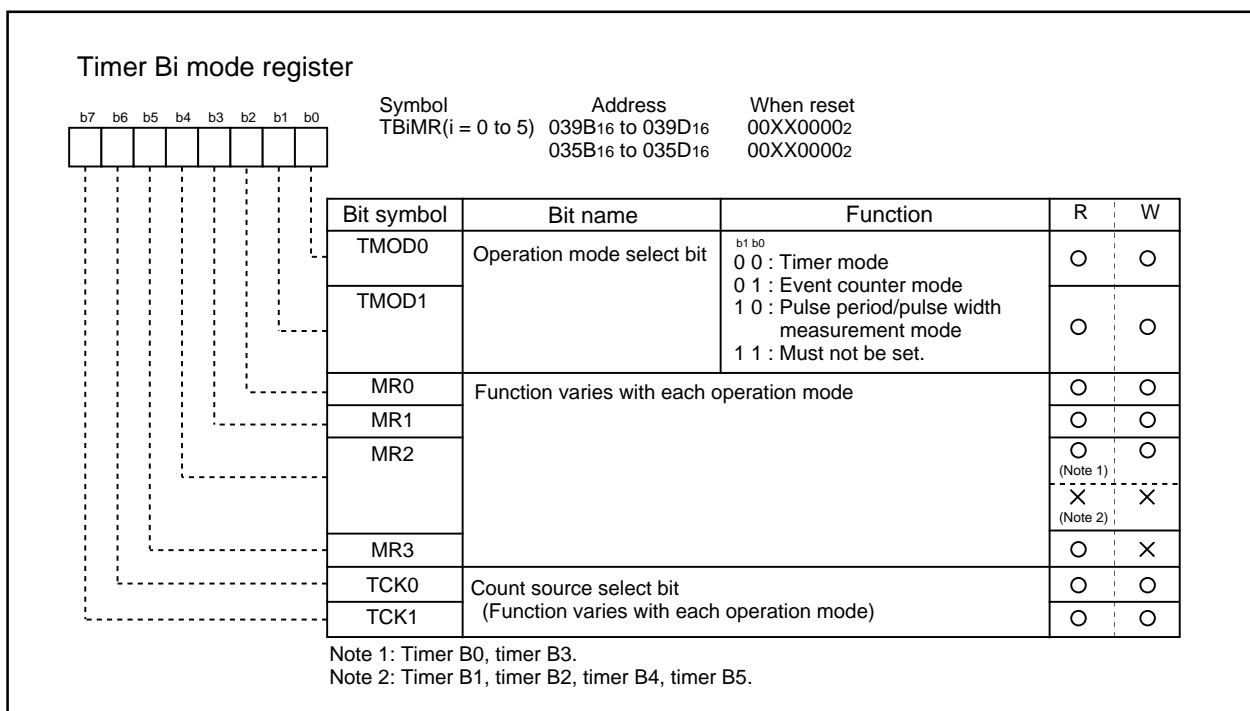 Timer Bi mode register
Symbol Address When reset
b7 b6 b5 b4 b3 b2 b1 b0
TBiMR(i = 0 to 5) 039B16 to 039D16 00XX00002
035B16 to 035D16 00XX00002
Bit symbol Bit name Function R W
TMOD0 Operation mode select bit b1 b0
0 0 : Timer mode
0 1 : Event counter mode
TMOD1 1 0 : Pulse period/pulse width
measurement mode
1 1 : Must not be set.
MR0 Function varies with each operation mode
MR1
MR2
(Note 1)
(Note 2)
MR3
TCK0 Count source select bit
TCK1 (Function varies with each operation mode)
Note 1: Timer B0, timer B3.
Note 2: Timer B1, timer B2, timer B4, timer B5.